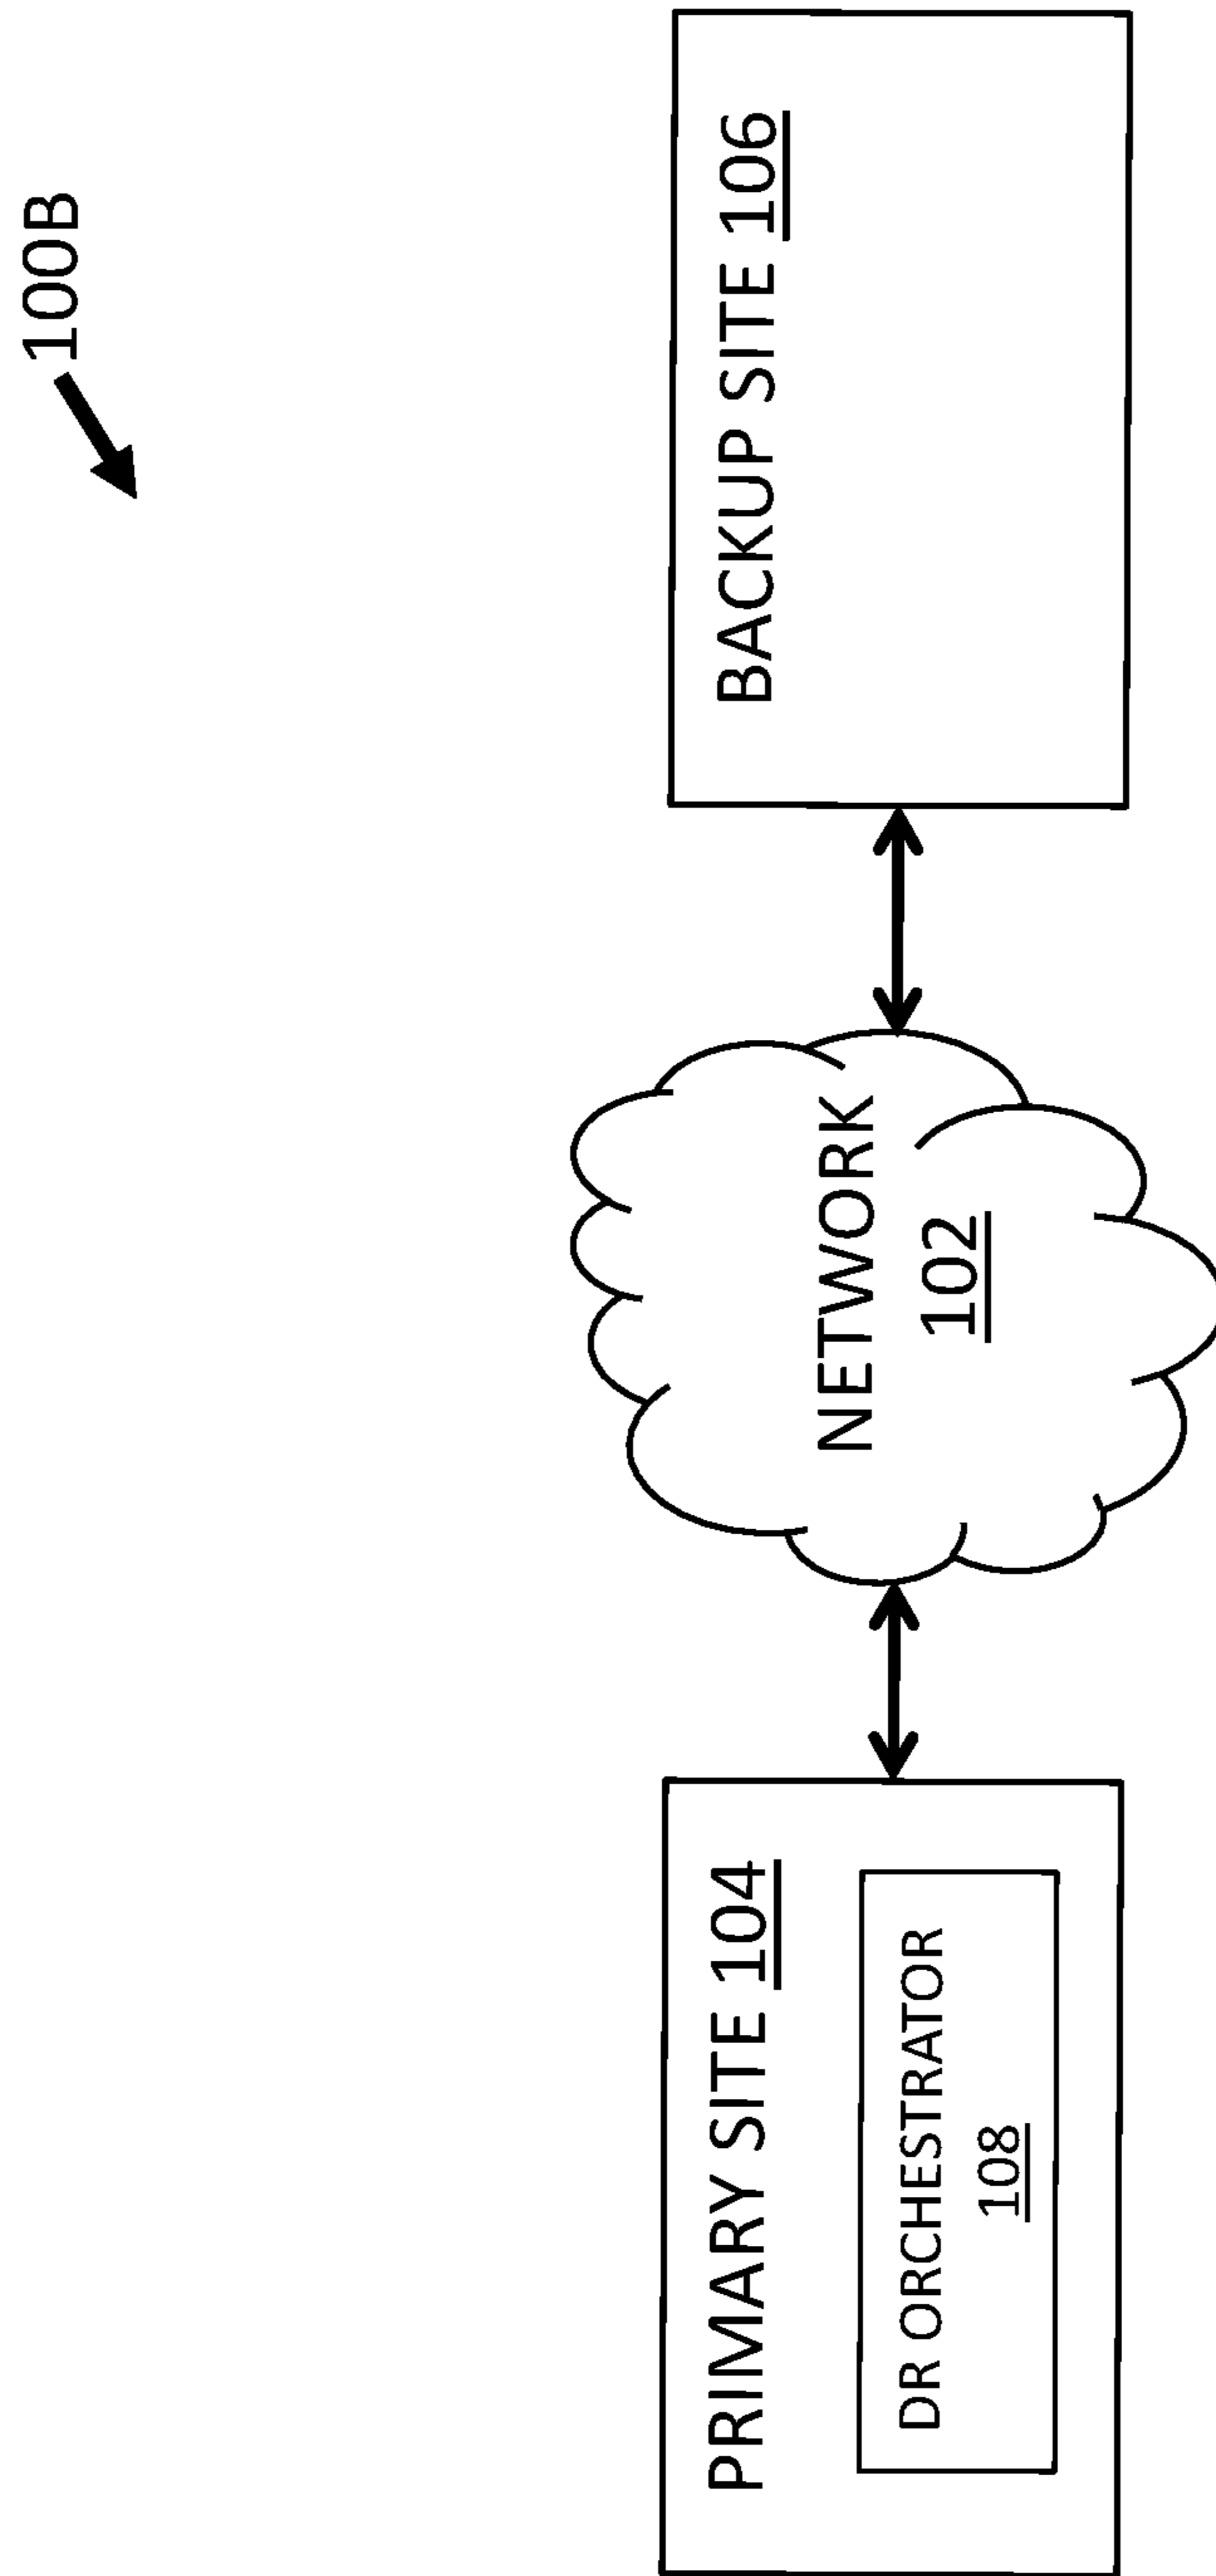 100B
PRIMARY SITE 104
DR ORCHESTRATOR
108
NETWORK
102
BACKUP SITE 106